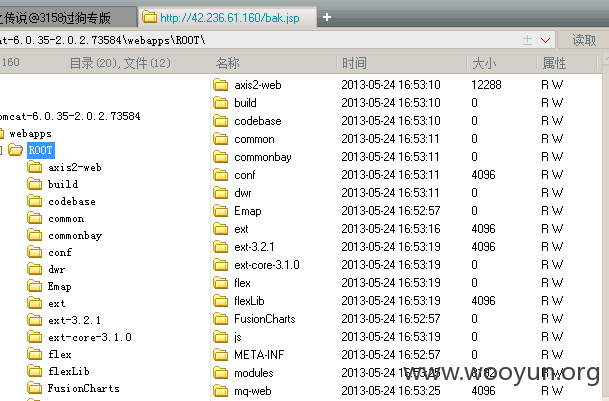 之传说@3158过狗专版 http://42.236.61.160/bak.jsp
cat-6.0.35-2.0.2.73584\webapps\ROOT\ 读取
160 目录(20),文件(12) 名称 时间 大小 属性
omcat-6.0.35-2.0.2.73584
webapps
ROOT
axis2-web
build
codebase
common
commonbay
conf
dwr
Emap
ext
ext-3.2.1
ext-core-3.1.0
flex
flexLib
FusionCharts
axis2-web 2013-05-24 16:53:10 12288 R W
build 2013-05-24 16:53:10 0 R W
codebase 2013-05-24 16:53:10 0 R W
common 2013-05-24 16:53:11 0 R W
commonbay 2013-05-24 16:53:11 0 R W
conf 2013-05-24 16:53:11 4096 R W
dwr 2013-05-24 16:53:11 0 R W
Emap 2013-05-24 16:52:57 0 R W
ext 2013-05-24 16:53:16 4096 R W
ext-3.2.1 2013-05-24 16:53:19 4096 R W
ext-core-3.1.0 2013-05-24 16:53:19 0 R W
flex 2013-05-24 16:53:19 0 R W
flexLib 2013-05-24 16:53:19 4096 R W
FusionCharts 2013-05-24 16:52:57 0 R W
js 2013-05-24 16:53:19 0 R W
META-INF 2013-05-24 16:52:57 0 R W
modules 2013-05-24 16:53:25 8192 R W
mq-web 2013-05-24 16:53:25 4096 R W
www.wooyun.org